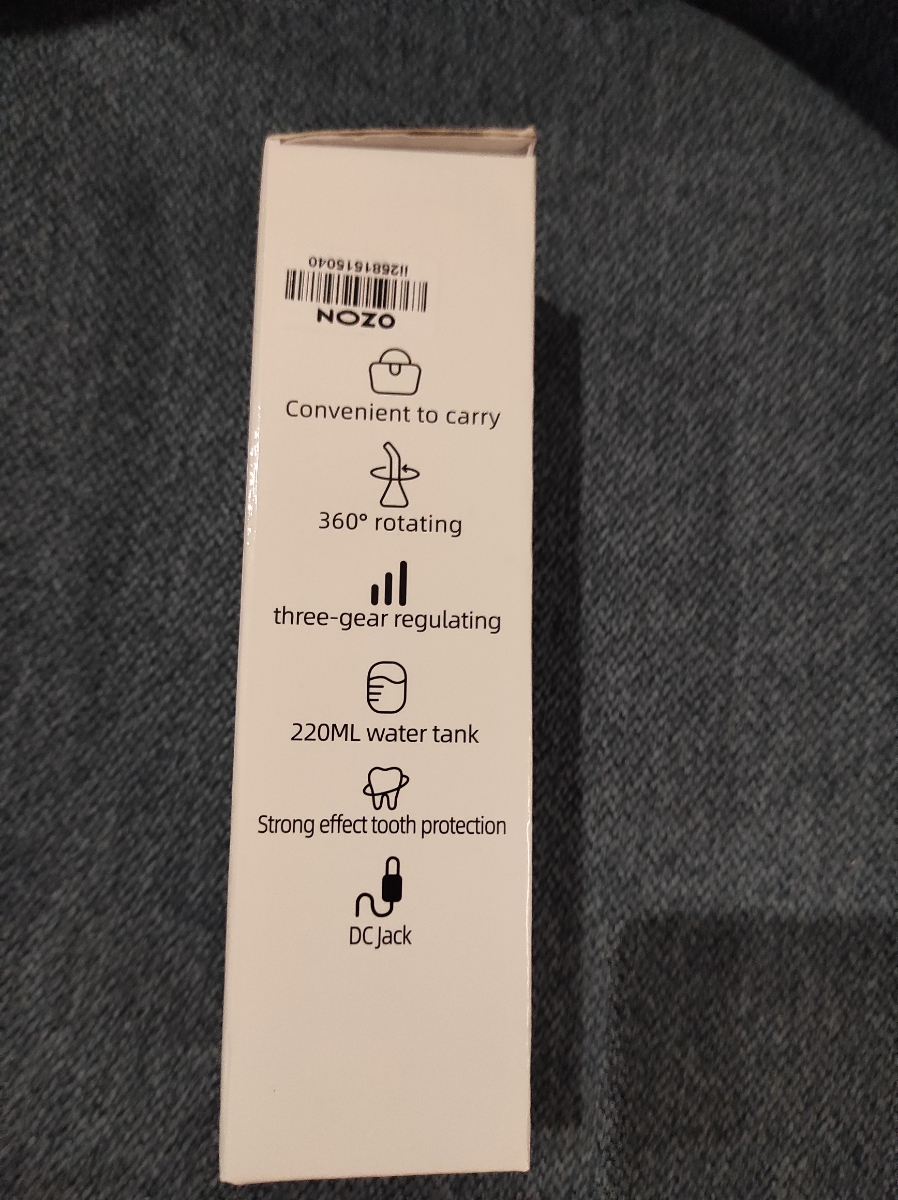 ii2681515040
OZON
Convenient to carry
360° rotating
three-gear regulating
220ML water tank
Strong effect tooth protection
DC Jack